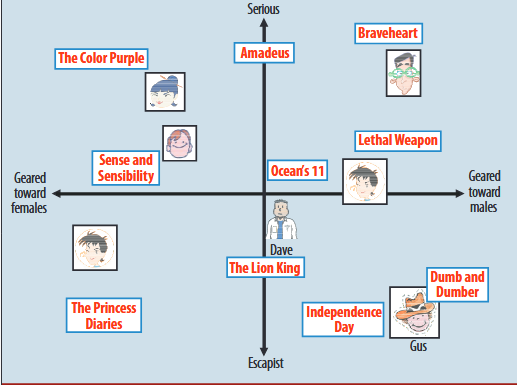 Serious
Braveheart
Amadeus
The Color Purple
Lethal Weapon
Sense and
Sensibility
Ocean's 11
Geared
toward
females
Geared
toward
males
Dave
The Lion King
Dumb and
Dumber
The Princess
Diaries
Independence
Day
Gus
Escapist